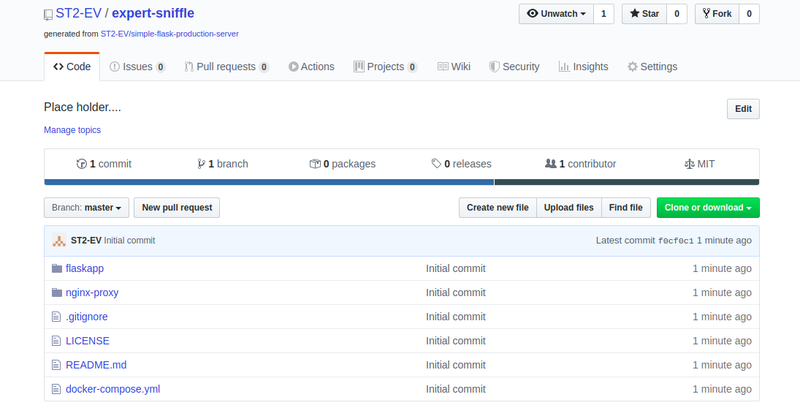 ST2-EV / expert-sniffle
Unwatch 1 Star 0 Fork 0
generated from ST2-EV/simple-flask-production-server
Code Issues 0 Pull requests 0 Actions Projects 0 Wiki Security Insights Settings
Place holder.... Edit
Manage topics
1 commit 1 branch 0 packages 0 releases 1 contributor MIT
Branch: master New pull request Create new file Upload files Find file Clone or download
ST2-EV Initial commit Latest commit fecf0c1 1 minute ago
flaskapp Initial commit 1 minute ago
nginx-proxy Initial commit 1 minute ago
.gitignore Initial commit 1 minute ago
LICENSE Initial commit 1 minute ago
README.md Initial commit 1 minute ago
docker-compose.yml Initial commit 1 minute ago